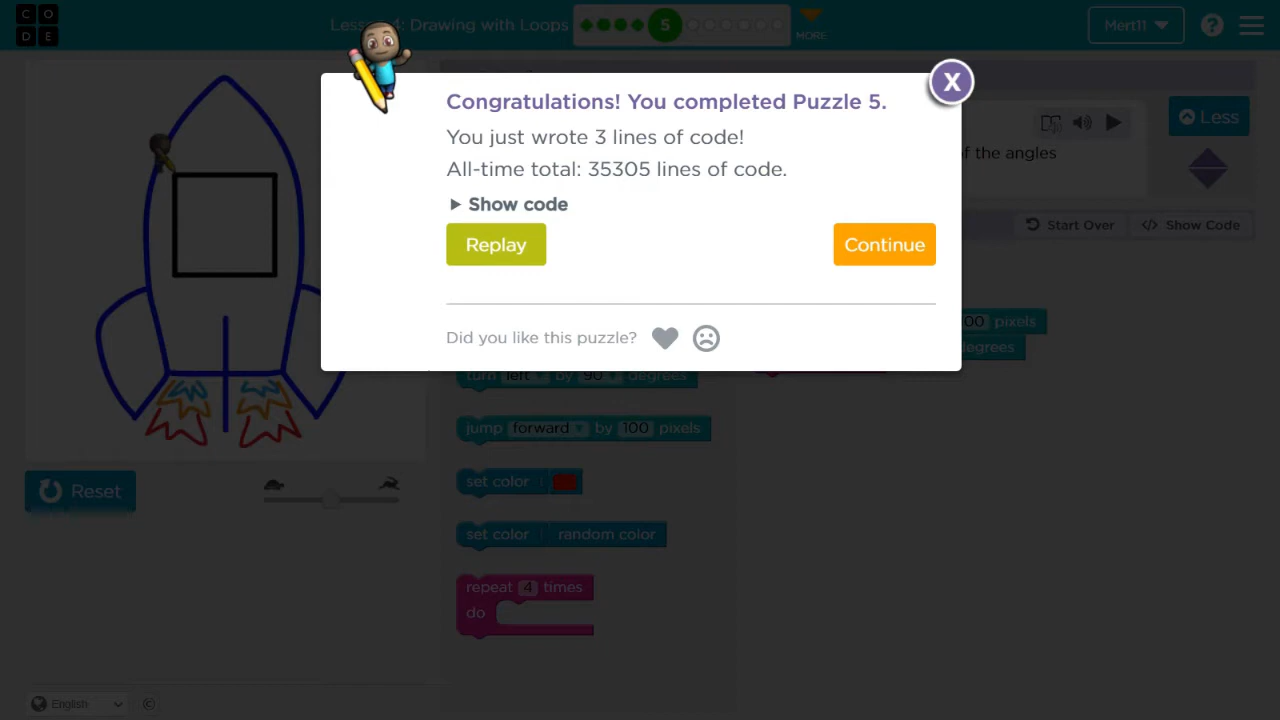 C O
D E
Lesson 4: Drawing with Loops
5
MORE
Mert11
?
Congratulations! You completed Puzzle 5.
X
You just wrote 3 lines of code!
All-time total: 35305 lines of code.
Show code
Replay
Continue
Did you like this puzzle?
Less
of the angles
Start Over
Show Code
pixels
degrees
turn left by 90 degrees
jump forward by 100 pixels
set color
set color random color
repeat 4 times
do
Reset
English
©